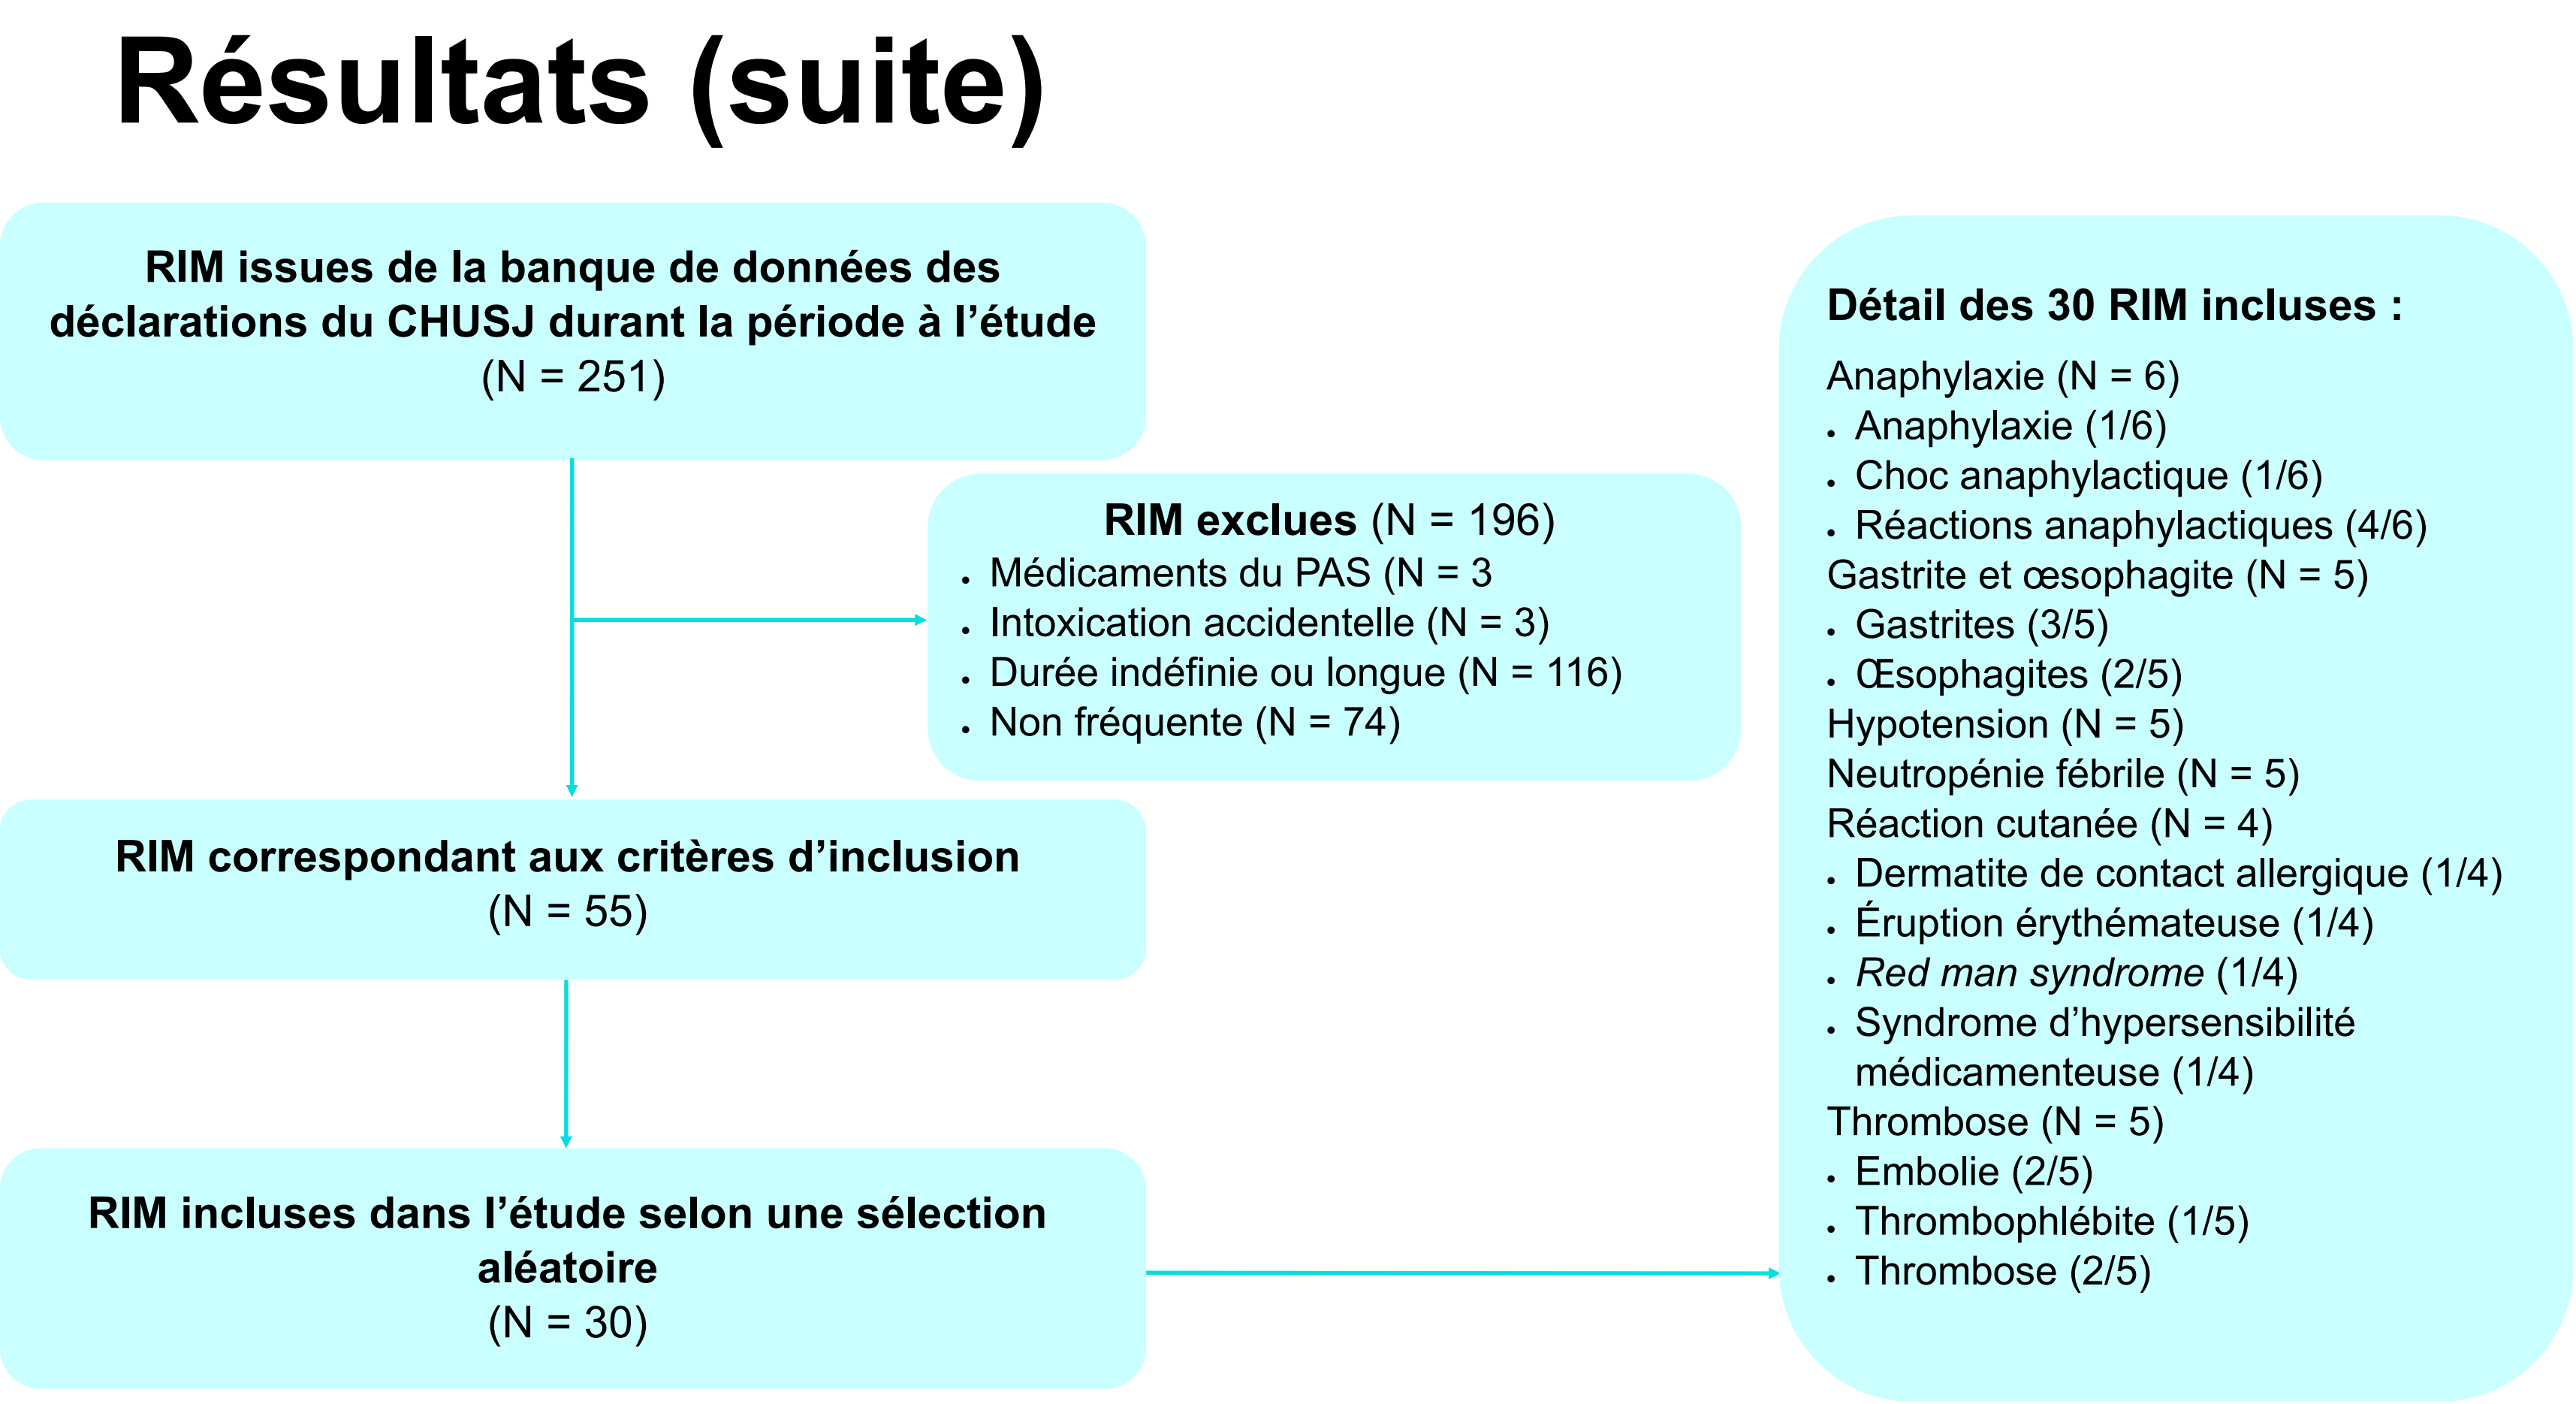 Résultats (suite)
RIM issues de la banque de données des
déclarations du CHUSJ durant la période à l’étude
(N = 251)
RIM exclues (N = 196)
• Médicaments du PAS (N = 3
• Intoxication accidentelle (N = 3)
• Durée indéfinie ou longue (N = 116)
• Non fréquente (N = 74)
RIM correspondant aux critères d’inclusion
(N = 55)
RIM incluses dans l’étude selon une sélection
aléatoire
(N = 30)
Détail des 30 RIM incluses :
Anaphylaxie (N = 6)
• Anaphylaxie (1/6)
• Choc anaphylactique (1/6)
• Réactions anaphylactiques (4/6)
Gastrite et œsophagite (N = 5)
• Gastrites (3/5)
• Œsophagites (2/5)
Hypotension (N = 5)
Neutropénie fébrile (N = 5)
Réaction cutanée (N = 4)
• Dermatite de contact allergique (1/4)
• Éruption érythémateuse (1/4)
• Red man syndrome (1/4)
• Syndrome d’hypersensibilité
médicamenteuse (1/4)
Thrombose (N = 5)
• Embolie (2/5)
• Thrombophlébite (1/5)
• Thrombose (2/5)